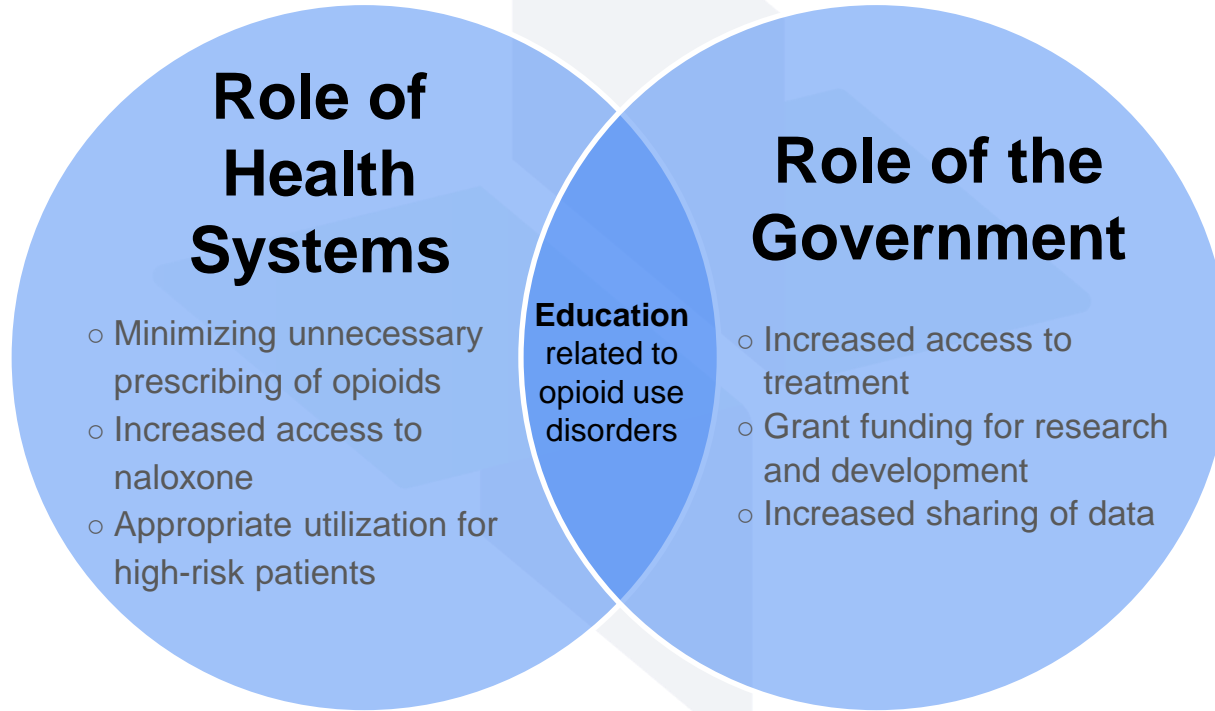 Role of
Health
Systems
○ Minimizing unnecessary
prescribing of opioids
○ Increased access to
naloxone
○ Appropriate utilization for
high-risk patients
Education
related to
opioid use
disorders
Role of the
Government
○ Increased access to
treatment
○ Grant funding for research
and development
○ Increased sharing of data